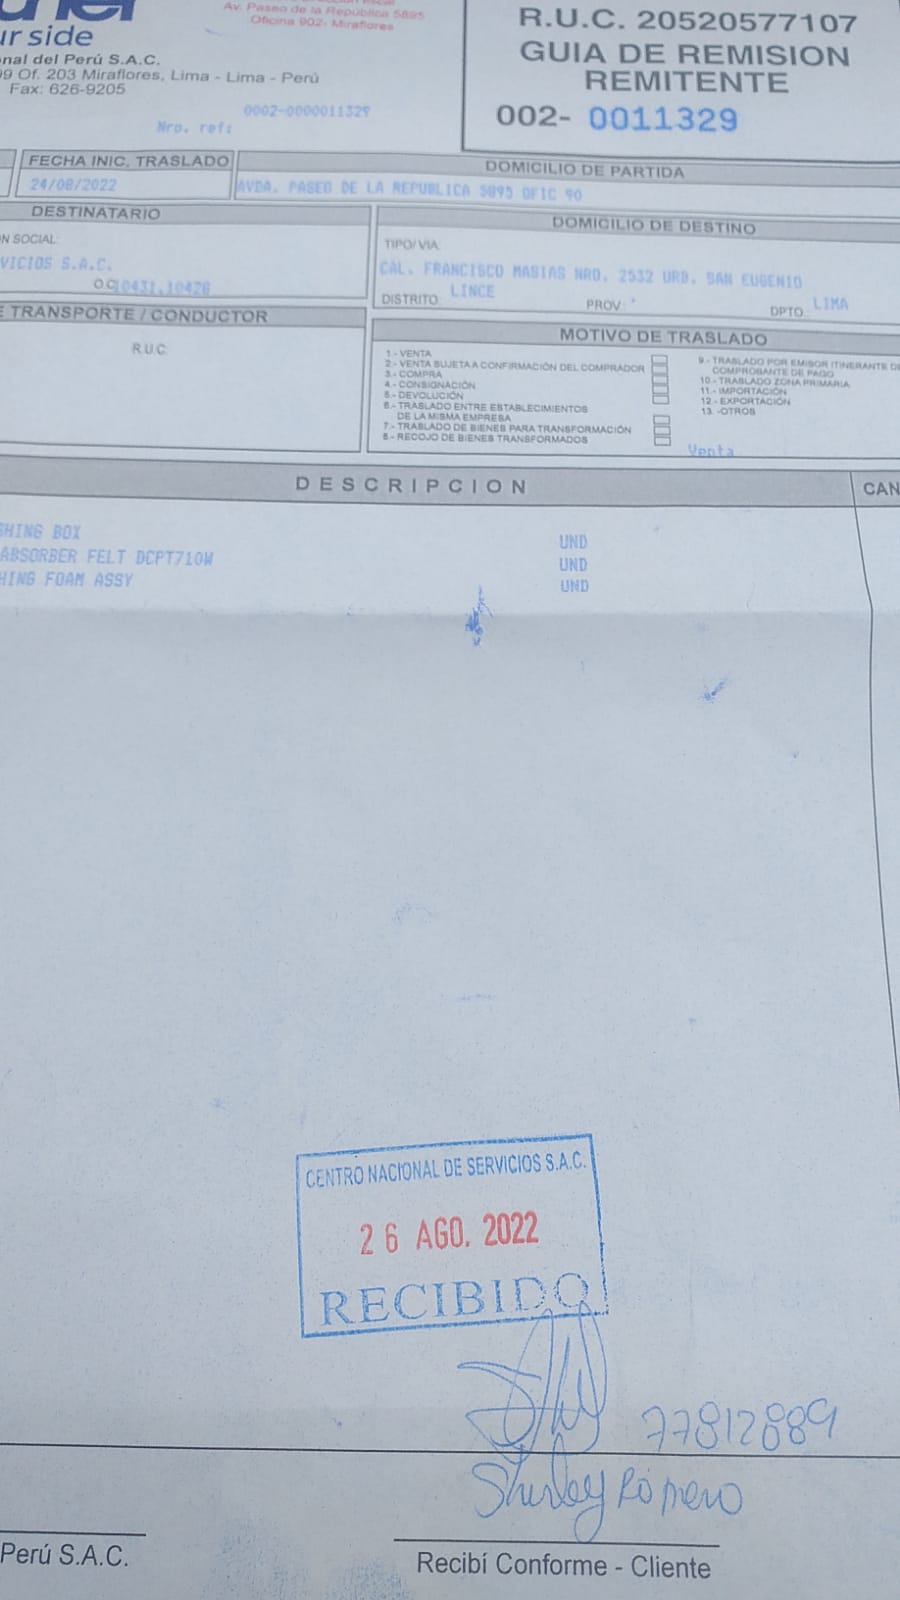 ur side
nal del Perú S.A.C.
9 Of. 203 Miraflores, Lima - Lima - Perú
Fax: 626-9205
Av. Paseo de la República 5895
Oficina 902- Miraflores
0002-0000011329
Nro. ref:
R.U.C. 20520577107
GUIA DE REMISION
REMITENTE
002- 0011329
FECHA INIC. TRASLADO
24/08/2022
DOMICILIO DE PARTIDA
AVDA. PASEO DE LA REPUBLICA 5895 OFIC 90
DESTINATARIO
N SOCIAL:
VICIOS S.A.C.
O.C. 10431,10428
DOMICILIO DE DESTINO
TIPO/VIA:
CAL. FRANCISCO MASIAS NRO. 2532 URB. SAN EUGENIO
DISTRITO: LINCE PROV: DPTO.: LIMA
E TRANSPORTE / CONDUCTOR
R.U.C.
MOTIVO DE TRASLADO
1.- VENTA
2.- VENTA SUJETA A CONFIRMACIÓN DEL COMPRADOR
3.- COMPRA
4.- CONSIGNACIÓN
5.- DEVOLUCIÓN
6.- TRASLADO ENTRE ESTABLECIMIENTOS
DE LA MISMA EMPRESA
7.- TRASLADO DE BIENES PARA TRANSFORMACIÓN
8.- RECOJO DE BIENES TRANSFORMADOS
9.- TRASLADO POR EMISOR ITINERANTE DE
COMPROBANTE DE PAGO
10.- TRASLADO ZONA PRIMARIA
11.- IMPORTACIÓN
12.- EXPORTACIÓN
13.-OTROS
Venta
DESCRIPCION
CAN
SHING BOX UND
ABSORBER FELT DCPT710W UND
HING FOAM ASSY UND
CENTRO NACIONAL DE SERVICIOS S.A.C.
26 AGO. 2022
RECIBIDO
77812889
Shirley Romero
Perú S.A.C.
Recibí Conforme - Cliente